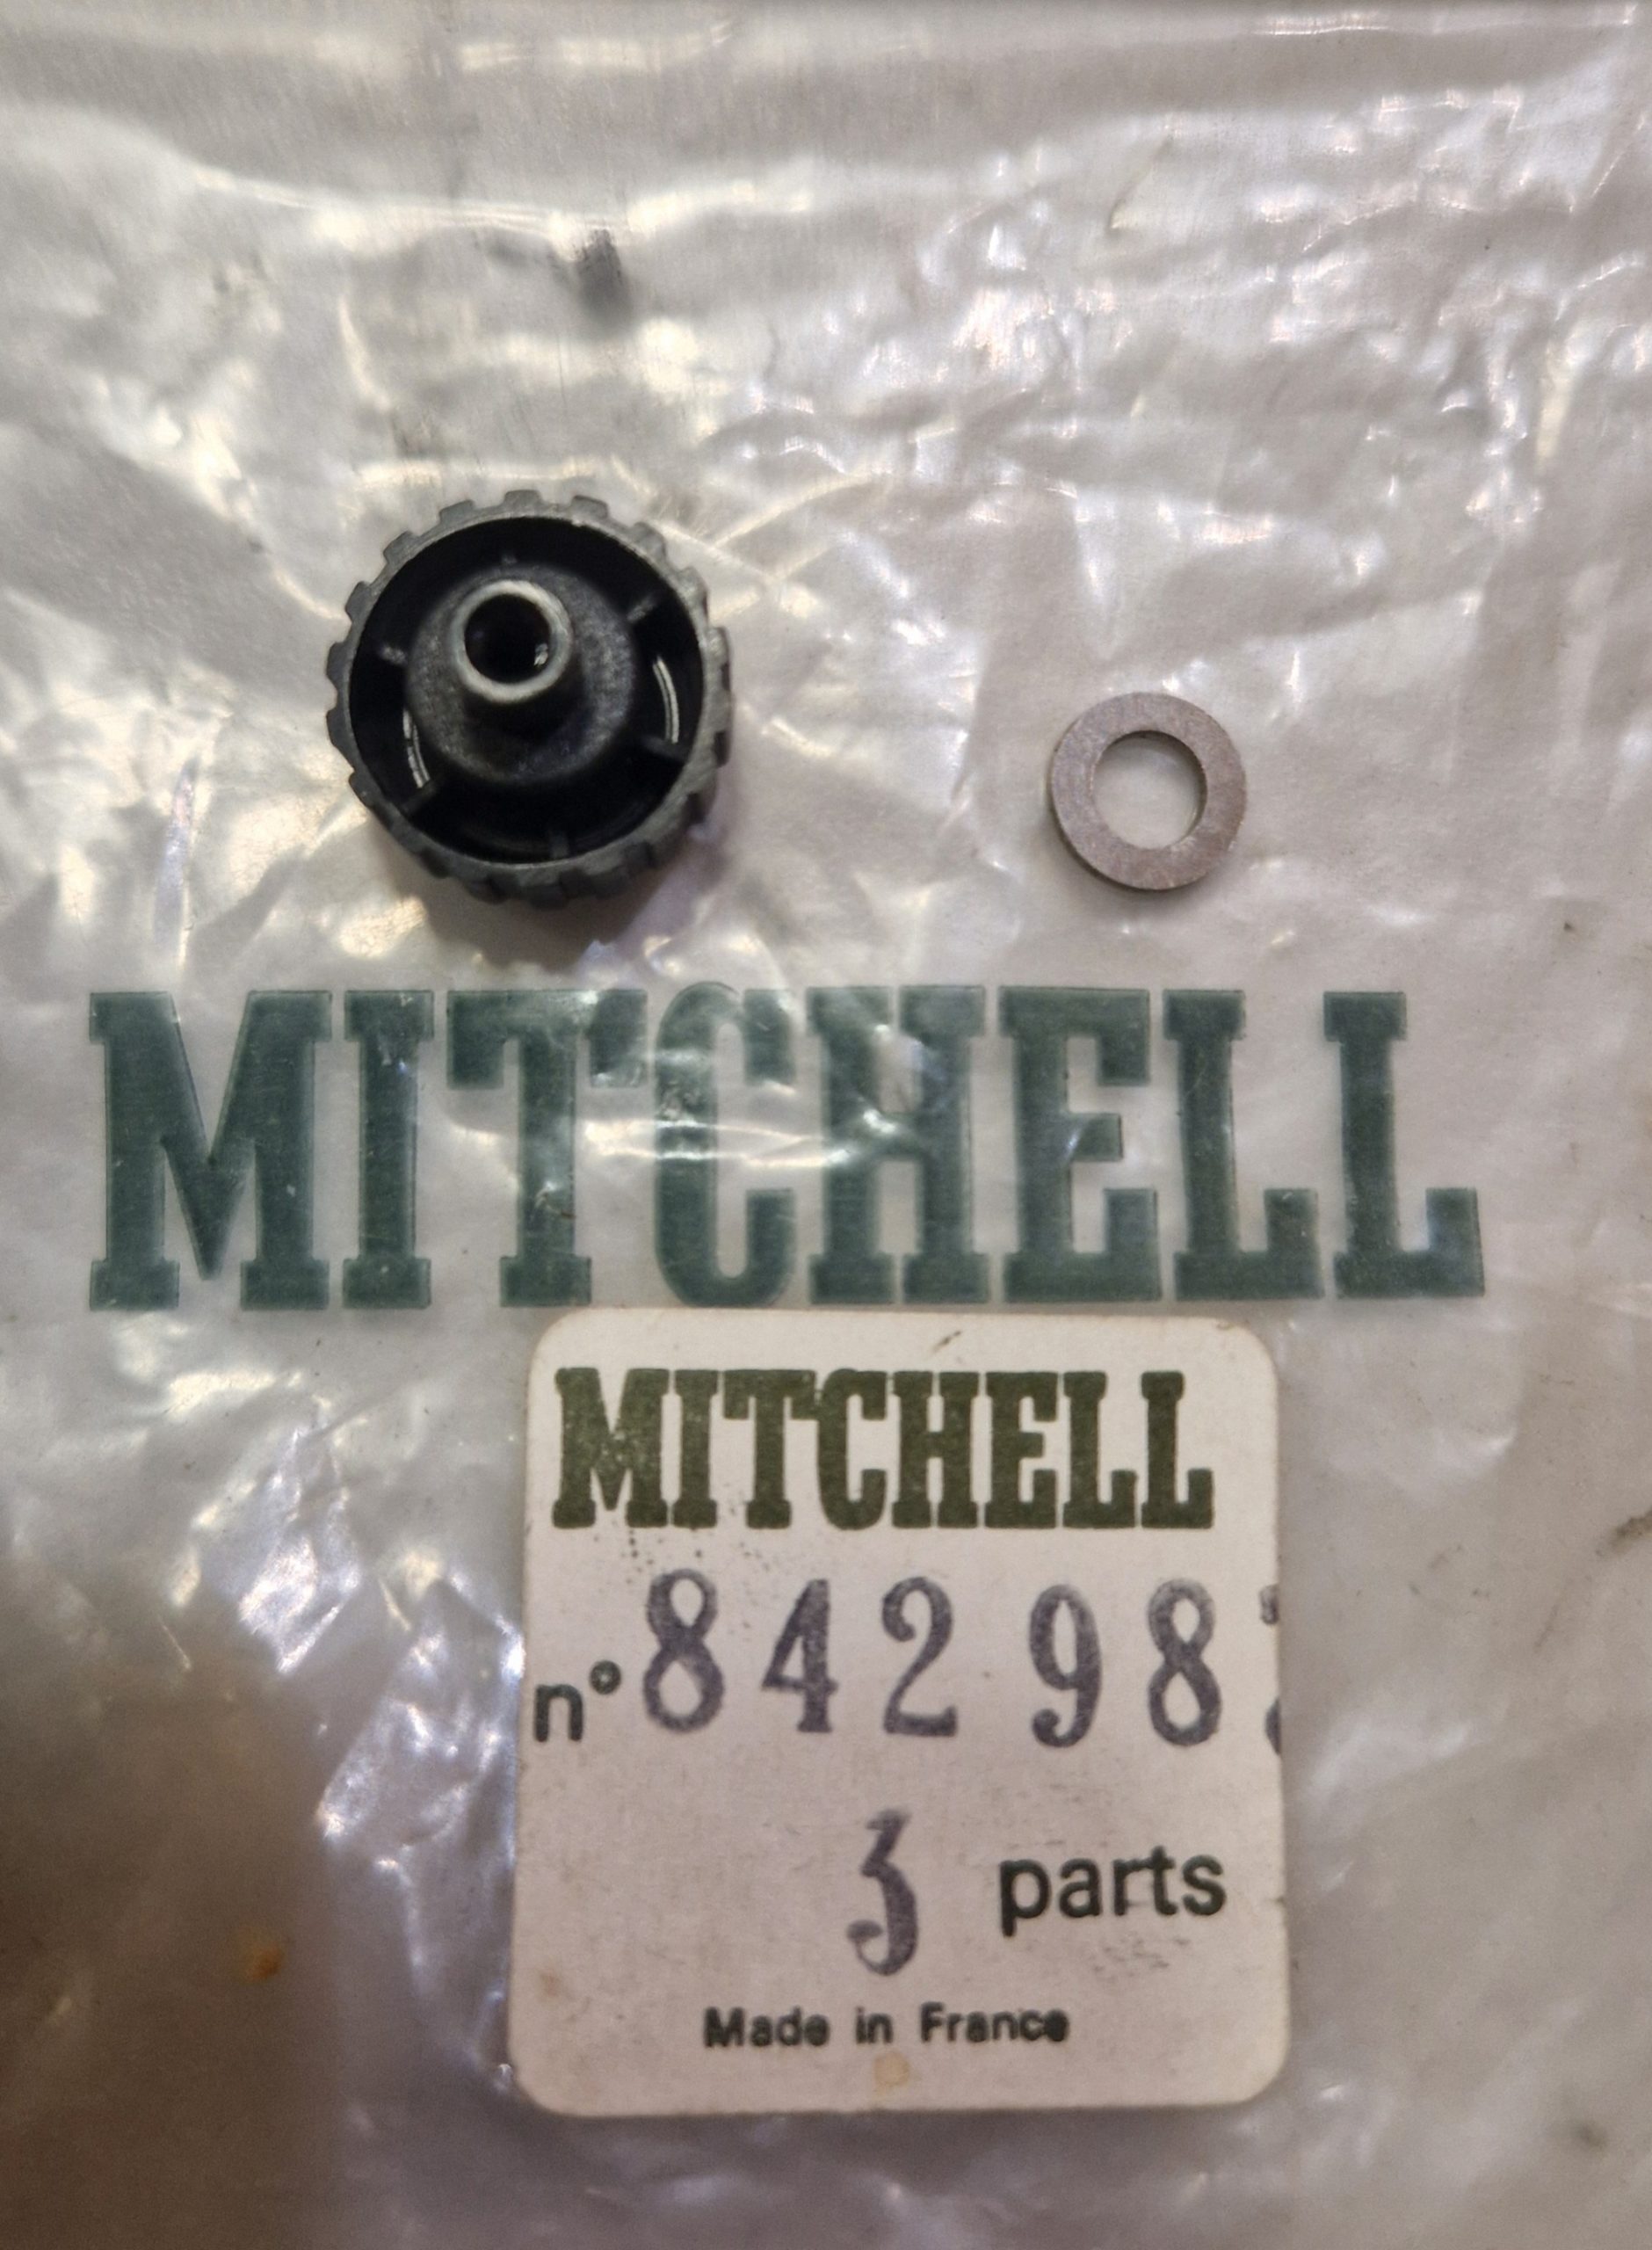 MITCHELL
MITCHELL
n° 84298
3 parts
Made in France